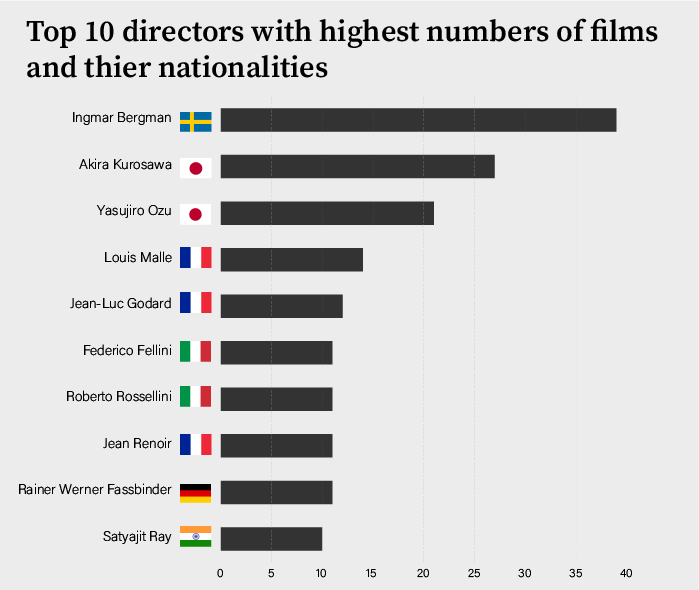 Top 10 directors with highest numbers of films
and thier nationalities
Ingmar Bergman
Akira Kurosawa
Yasujiro Ozu
Louis Malle
Jean-Luc Godard
Federico Fellini
Roberto Rossellini
Jean Renoir
Rainer Werner Fassbinder
Satyajit Ray
0 5 10 15 20 25 30 35 40